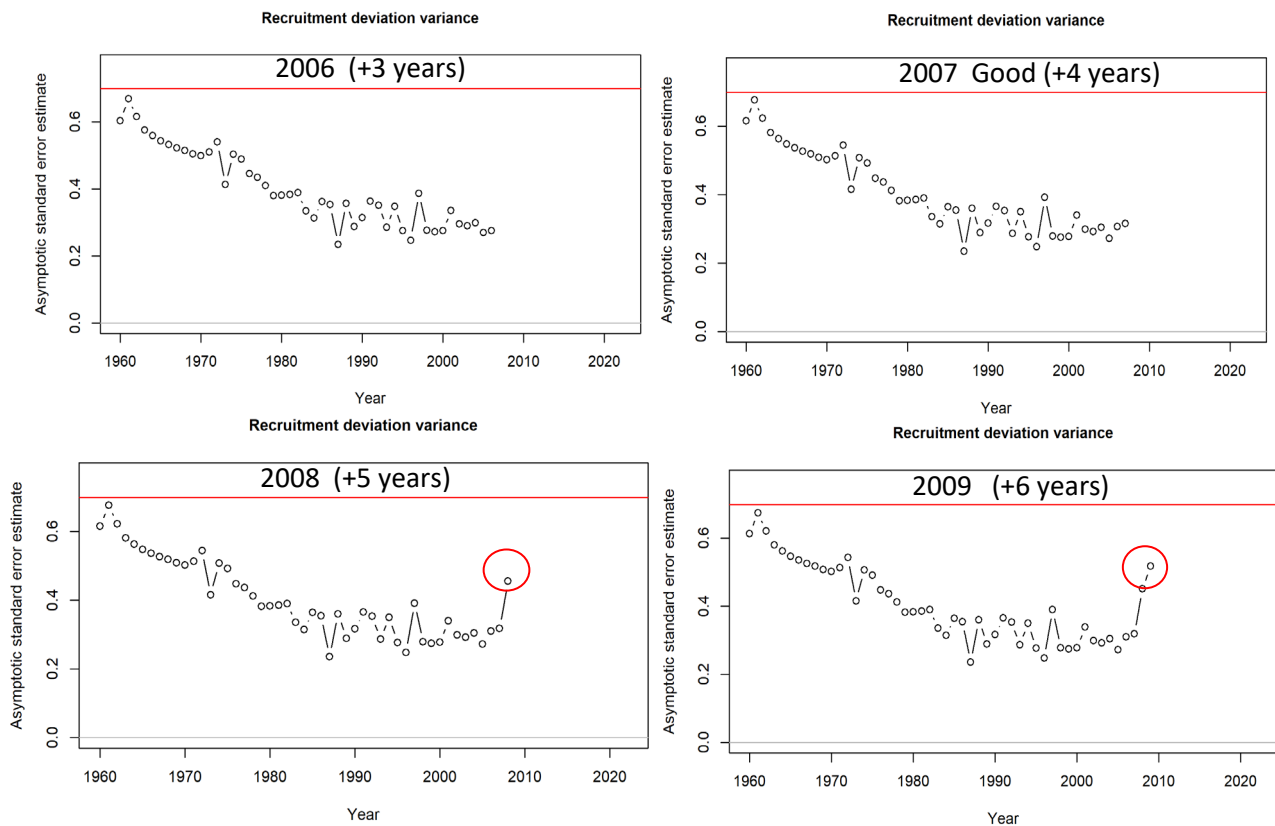 Recruitment deviation variance
2006 (+3 years)
Asymptotic standard error estimate
0.6
0.4
0.2
0.0
1960 1970 1980 1990 2000 2010 2020
Year
Recruitment deviation variance
2007 Good (+4 years)
Asymptotic standard error estimate
0.6
0.4
0.2
0.0
1960 1970 1980 1990 2000 2010 2020
Year
Recruitment deviation variance
2008 (+5 years)
Asymptotic standard error estimate
0.6
0.4
0.2
0.0
1960 1970 1980 1990 2000 2010 2020
Year
Recruitment deviation variance
2009 (+6 years)
Asymptotic standard error estimate
0.6
0.4
0.2
0.0
1960 1970 1980 1990 2000 2010 2020
Year